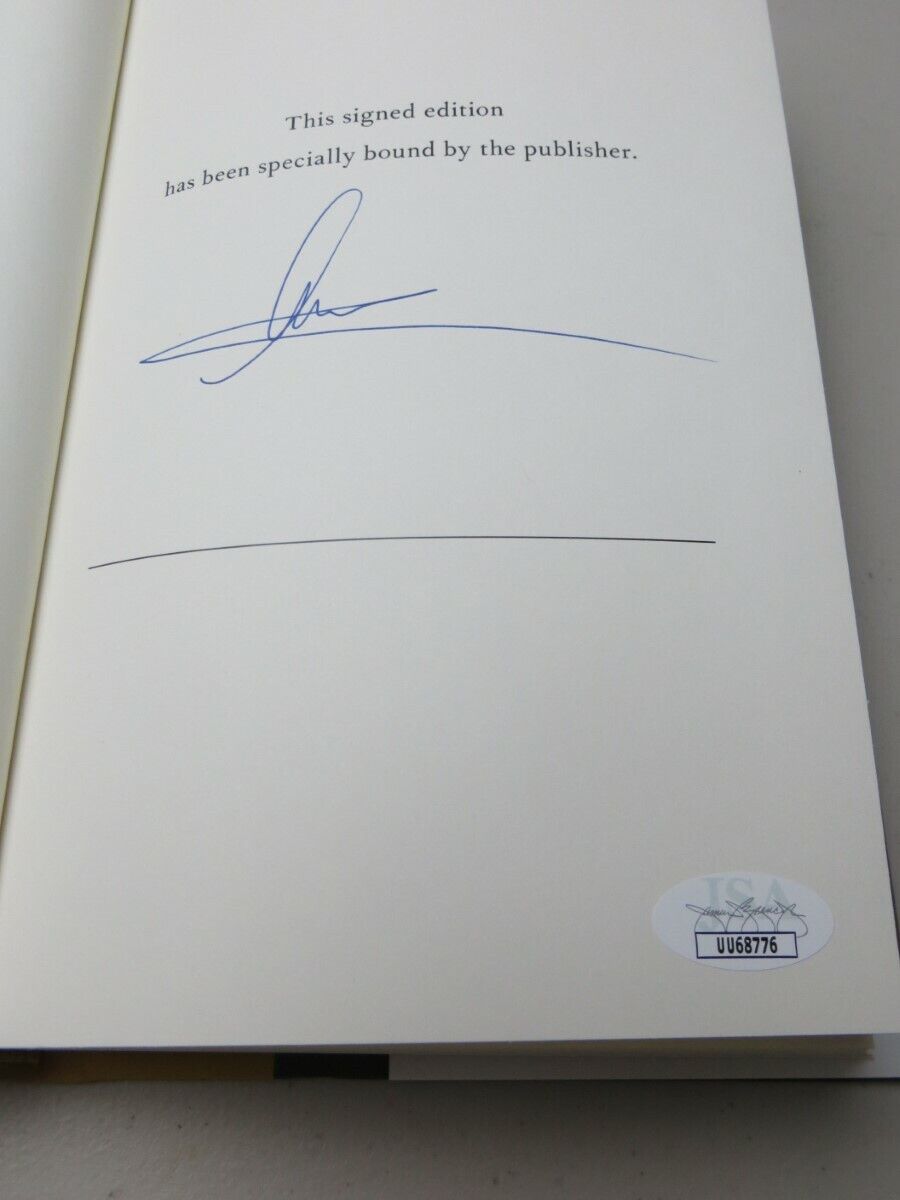 This signed edition
has been specially bound by the publisher.
JSA
UU68776